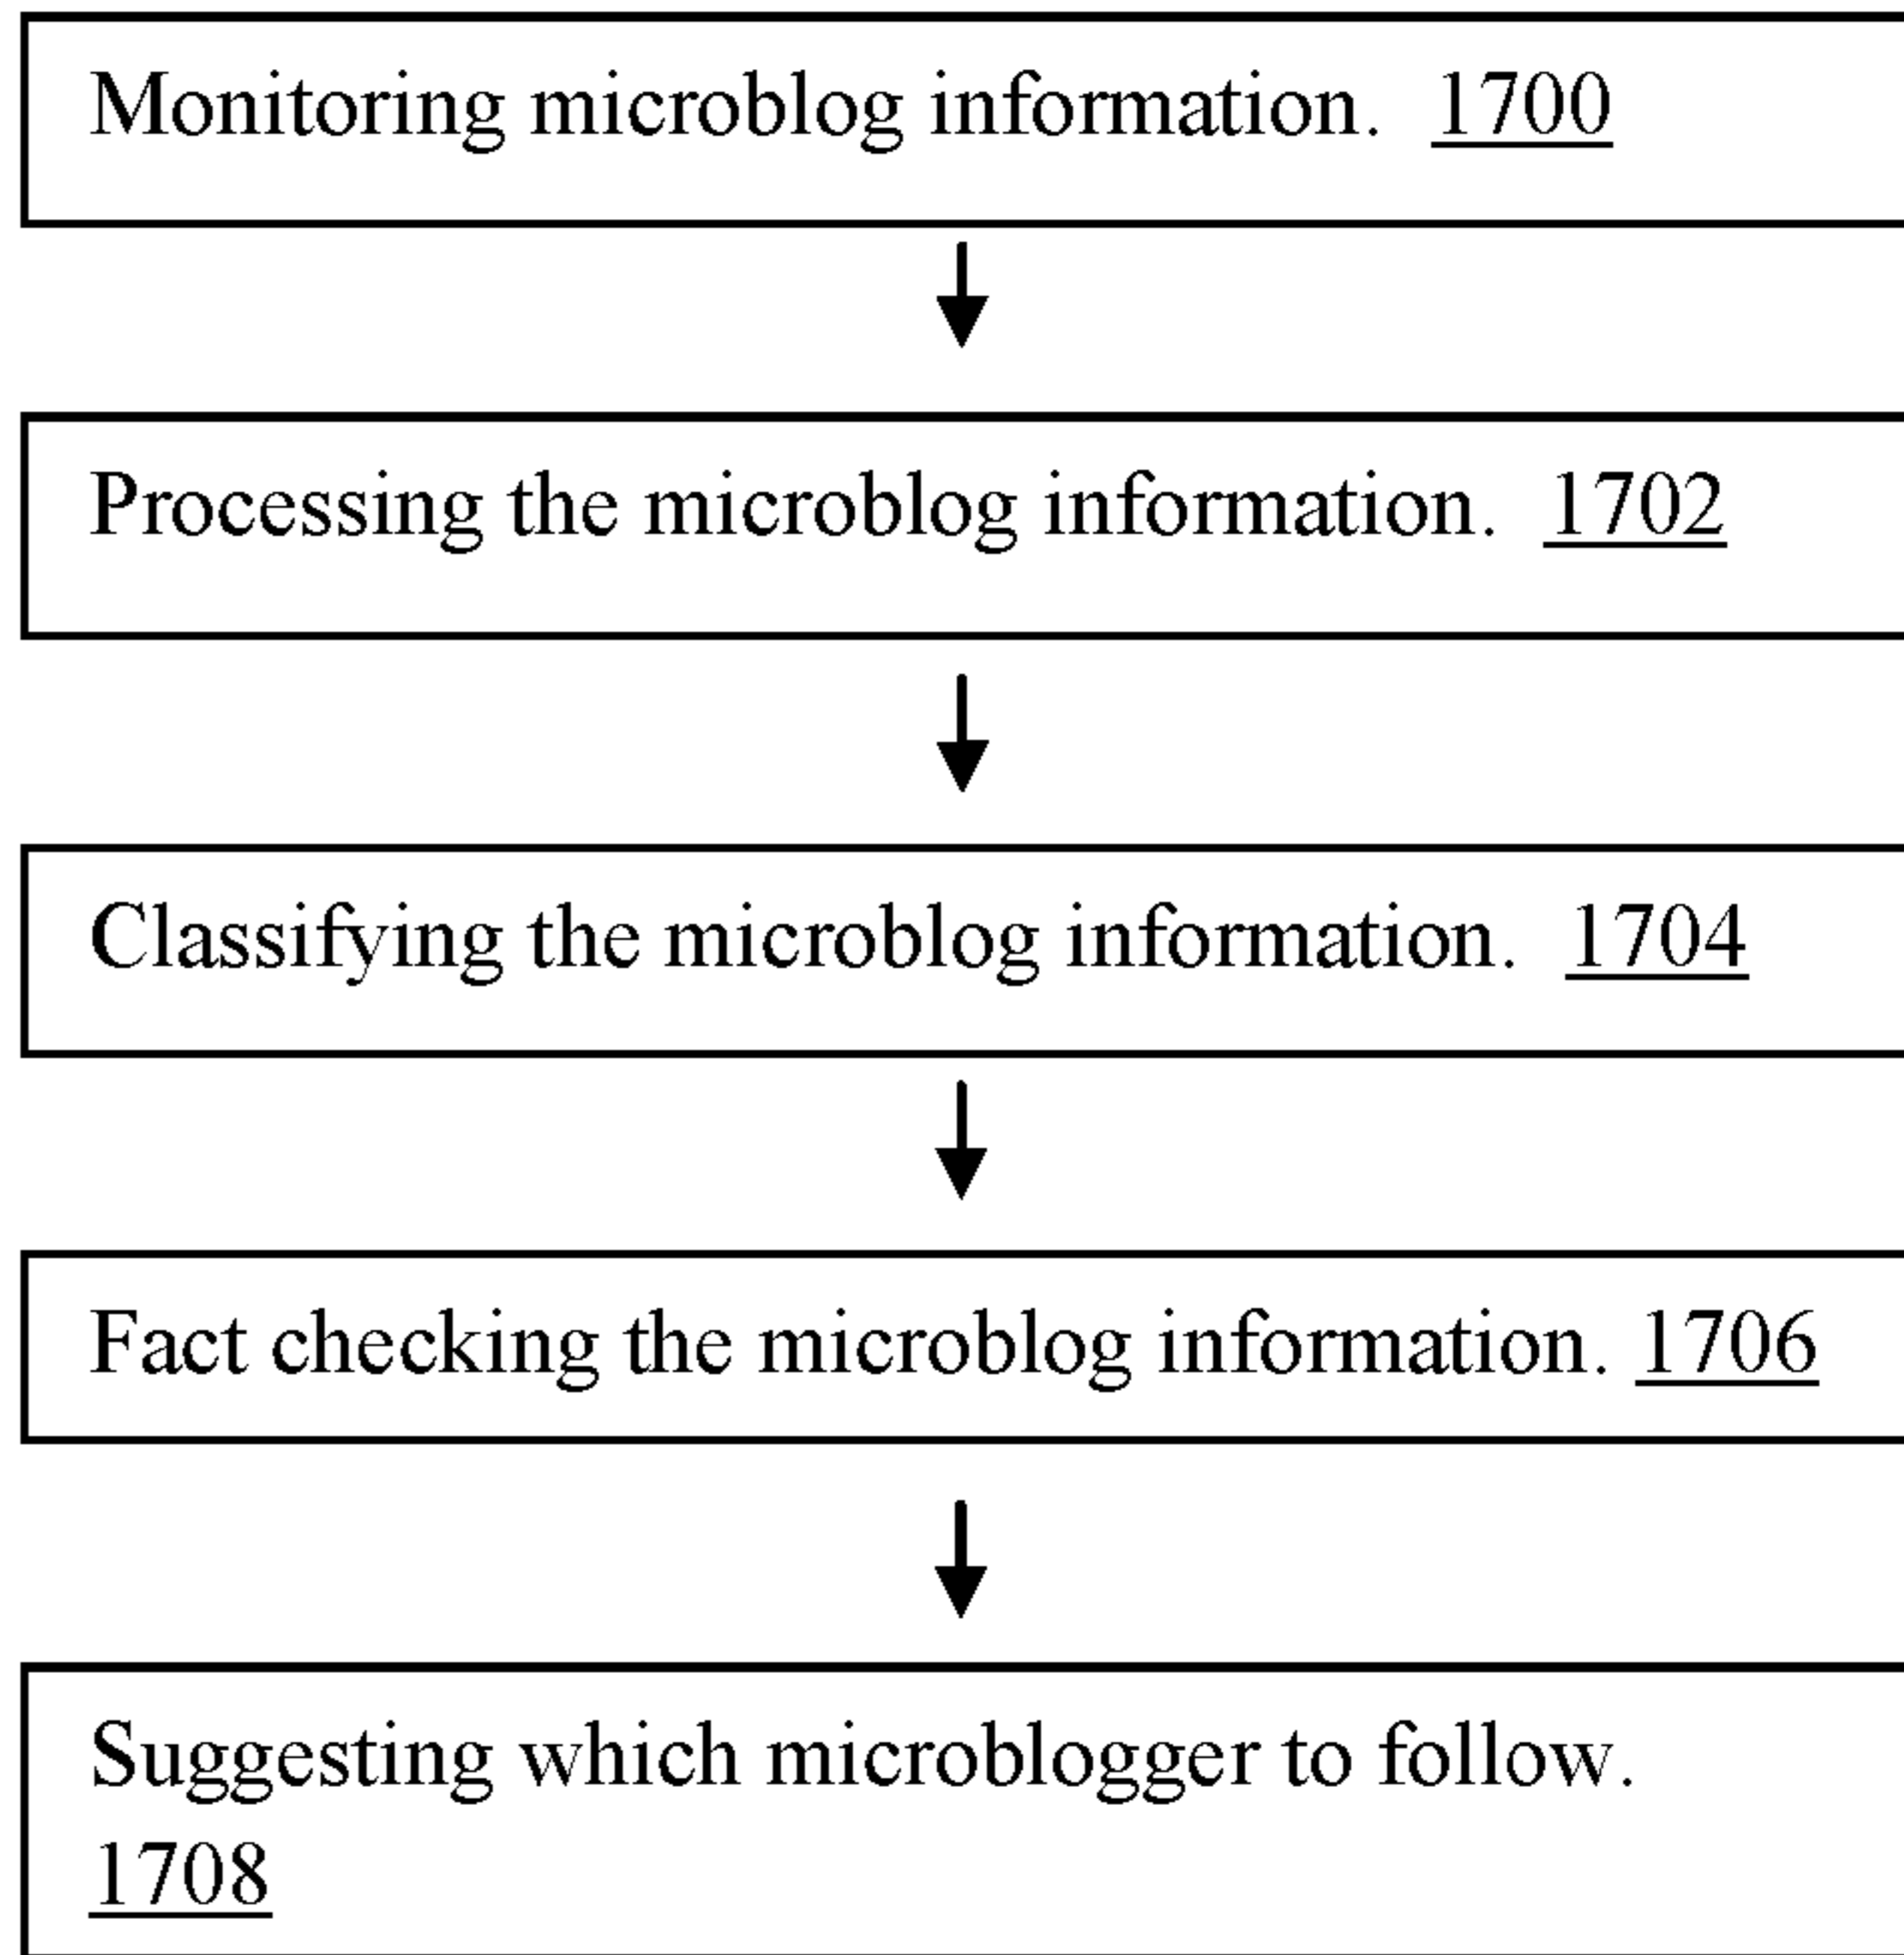 Monitoring microblog information. 1700
Processing the microblog information. 1702
Classifying the microblog information. 1704
Fact checking the microblog information. 1706
Suggesting which microblogger to follow.
1708